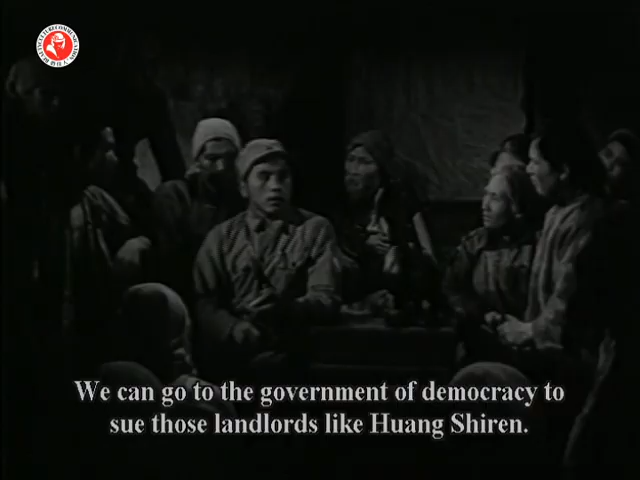 We can go to the government of democracy to
sue those landlords like Huang Shiren.